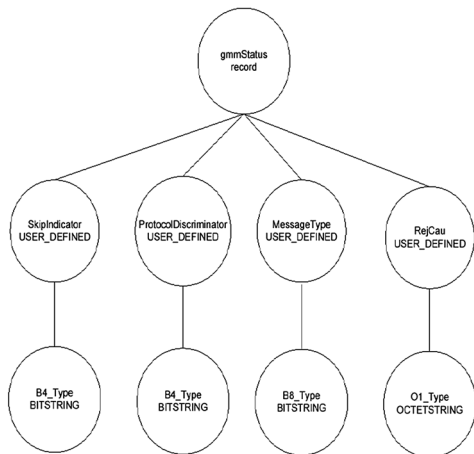 gmmStatus
record
SkipIndicator
USER_DEFINED
ProtocolDiscriminator
USER_DEFINED
MessageType
USER_DEFINED
RejCau
USER_DEFINED
B4_Type
BITSTRING
B4_Type
BITSTRING
B8_Type
BITSTRING
O1_Type
OCTETSTRING